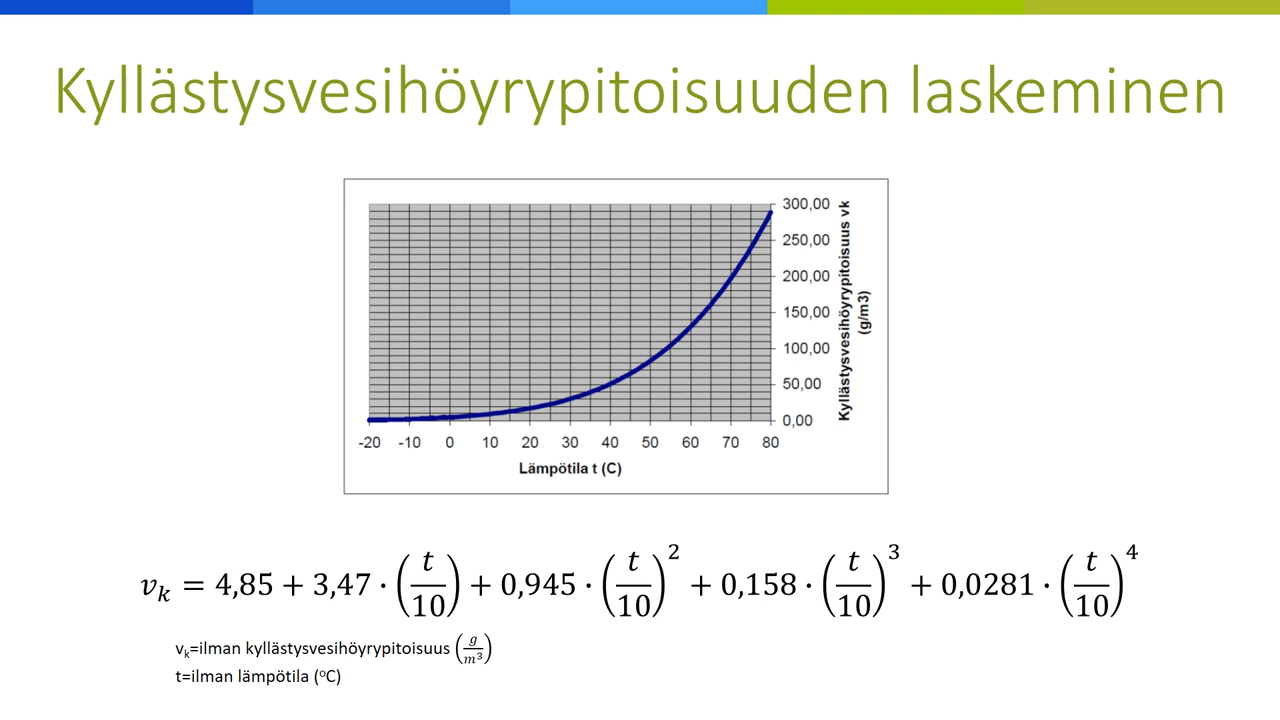 Kyllästysvesihöyrypitoisuuden laskeminen
300,00
250,00
200,00
150,00
100,00
50,00
0,00
Kyllästysvesihöyrypitoisuus vk
(g/m3)
-20 -10 0 10 20 30 40 50 60 70 80
Lämpötila t (C)
v_k = 4,85 + 3,47 · (t/10) + 0,945 · (t/10)^2 + 0,158 · (t/10)^3 + 0,0281 · (t/10)^4
v_k=ilman kyllästysvesihöyrypitoisuus (g/m³)
t=ilman lämpötila (ºC)